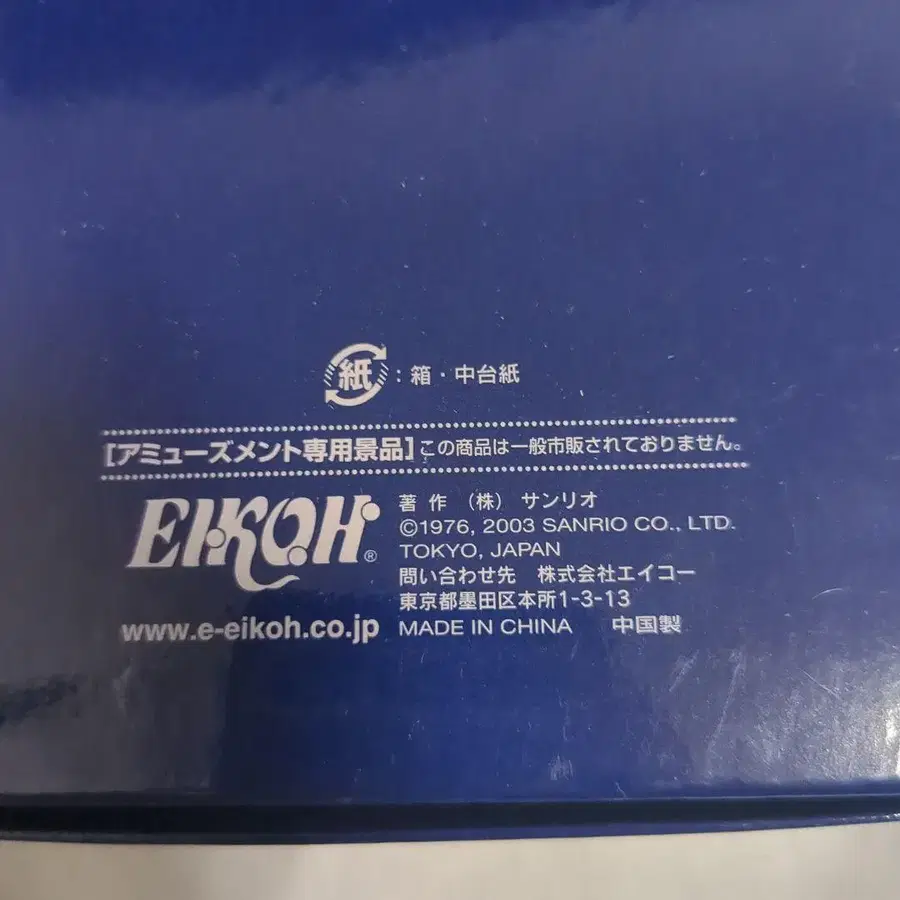 紙:箱・中台紙
[アミューズメント専用景品]この商品は一般市販されておりません。
EIKOH®
www.e-eikoh.co.jp
著作 (株) サンリオ
©1976, 2003 SANRIO CO., LTD.
TOKYO, JAPAN
問い合わせ先 株式会社エイコー
東京都墨田区本所1-3-13
MADE IN CHINA 中国製